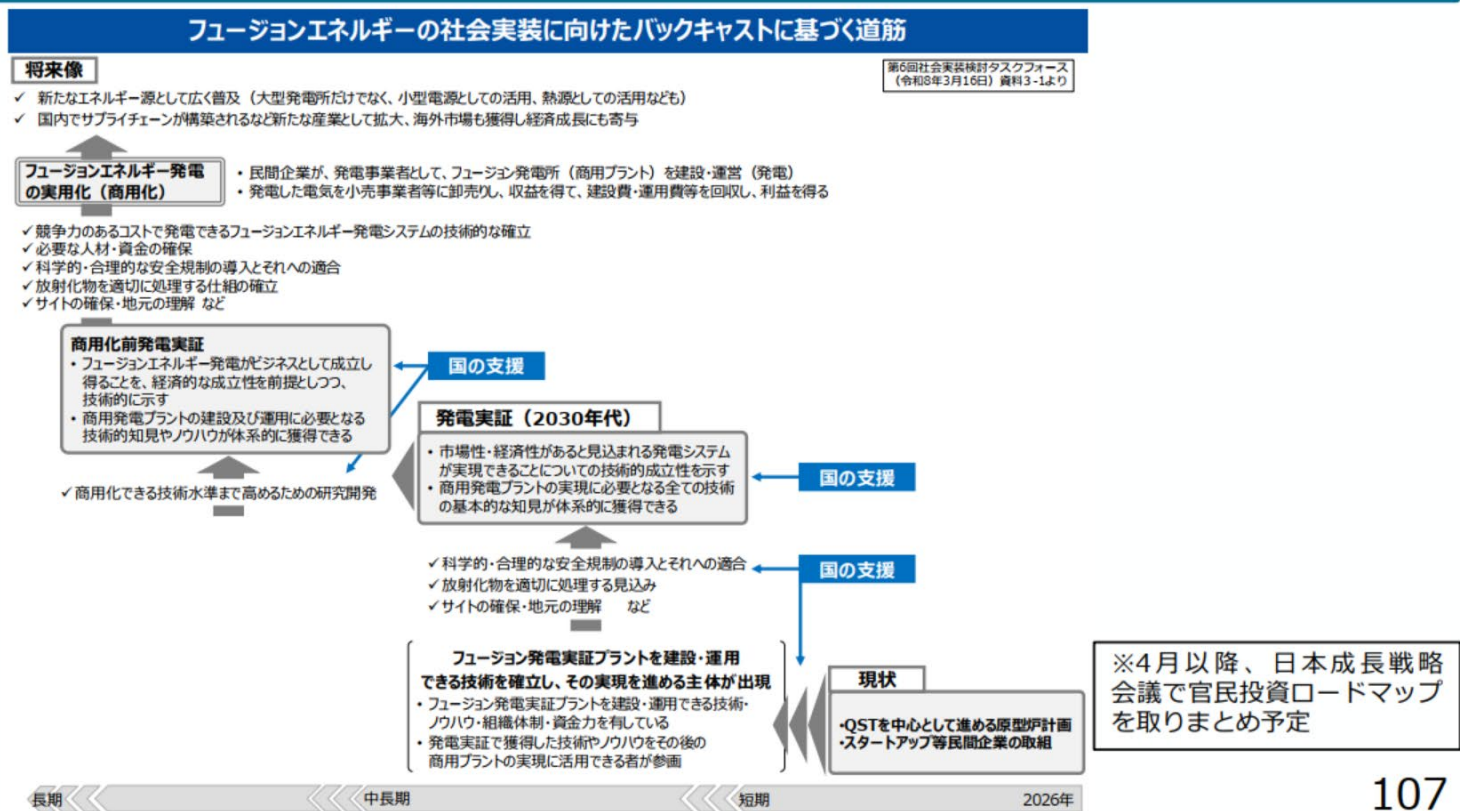 フュージョンエネルギーの社会実装に向けたバックキャストに基づく道筋
将来像
第6回社会実装検討タスクフォース
（令和8年3月16日）資料3-1より
✓ 新たなエネルギー源として広く普及（大型発電所だけでなく、小型電源としての活用、熱源としての活用なども）
✓ 国内でサプライチェーンが構築されるなど新たな産業として拡大、海外市場も獲得し経済成長にも寄与
フュージョンエネルギー発電
の実用化（商用化）
・民間企業が、発電事業者として、フュージョン発電所（商用プラント）を建設・運営（発電）
・発電した電気を小売事業者等に卸売りし、収益を得て、建設費・運用費等を回収し、利益を得る
✓競争力のあるコストで発電できるフュージョンエネルギー発電システムの技術的な確立
✓必要な人材・資金の確保
✓科学的・合理的な安全規制の導入とそれへの適合
✓放射化物を適切に処理する仕組の確立
✓サイトの確保・地元の理解 など
商用化前発電実証
・フュージョンエネルギー発電がビジネスとして成立し
得ることを、経済的な成立性を前提としつつ、
技術的に示す
・商用発電プラントの建設及び運用に必要となる
技術的知見やノウハウが体系的に獲得できる
国の支援
✓商用化できる技術水準まで高めるための研究開発
発電実証（2030年代）
・市場性・経済性があると見込まれる発電システム
が実現できることについての技術的成立性を示す
・商用発電プラントの実現に必要となる全ての技術
の基本的な知見が体系的に獲得できる
国の支援
✓科学的・合理的な安全規制の導入とそれへの適合
✓放射化物を適切に処理する見込み
✓サイトの確保・地元の理解 など
国の支援
フュージョン発電実証プラントを建設・運用
できる技術を確立し、その実現を進める主体が出現
・フュージョン発電実証プラントを建設・運用できる技術・
ノウハウ・組織体制・資金力を有している
・発電実証で獲得した技術やノウハウをその後の
商用プラントの実現に活用できる者が参画
現状
・QSTを中心として進める原型炉計画
・スタートアップ等民間企業の取組
※4月以降、日本成長戦略
会議で官民投資ロードマップ
を取りまとめ予定
長期
中長期
短期
2026年
107